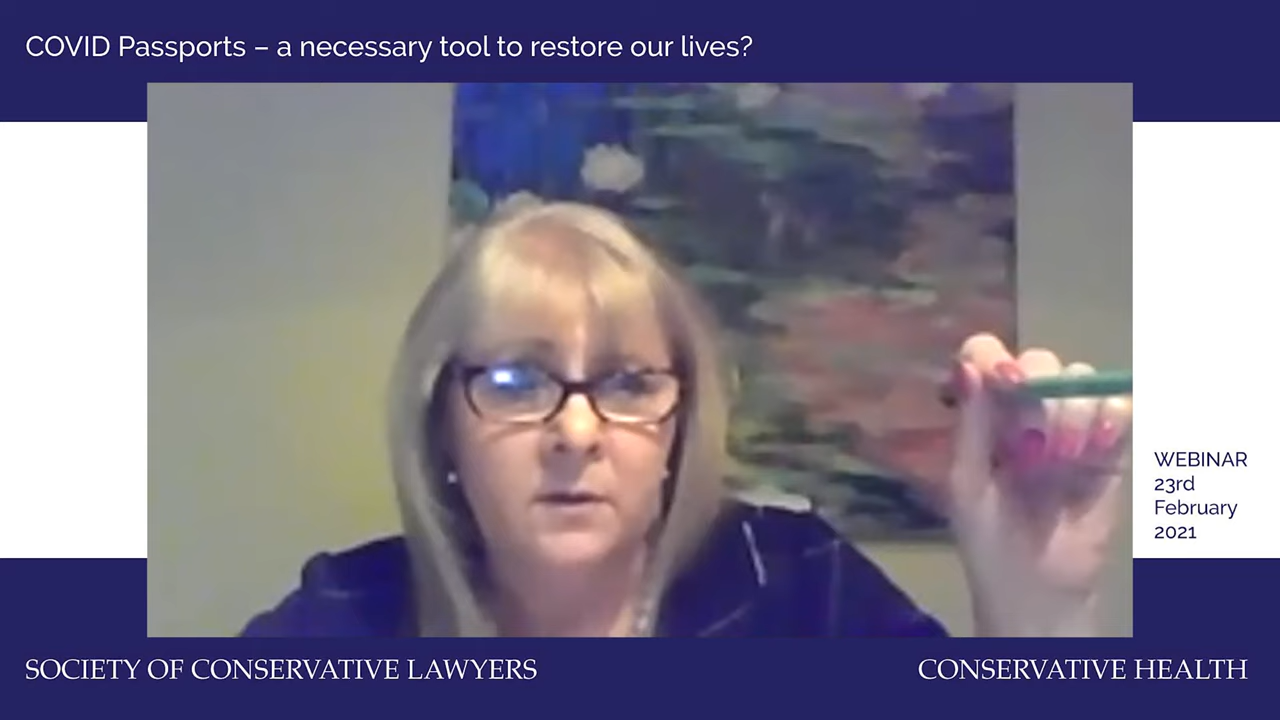 COVID Passports – a necessary tool to restore our lives?
WEBINAR
23rd
February
2021
SOCIETY OF CONSERVATIVE LAWYERS
CONSERVATIVE HEALTH